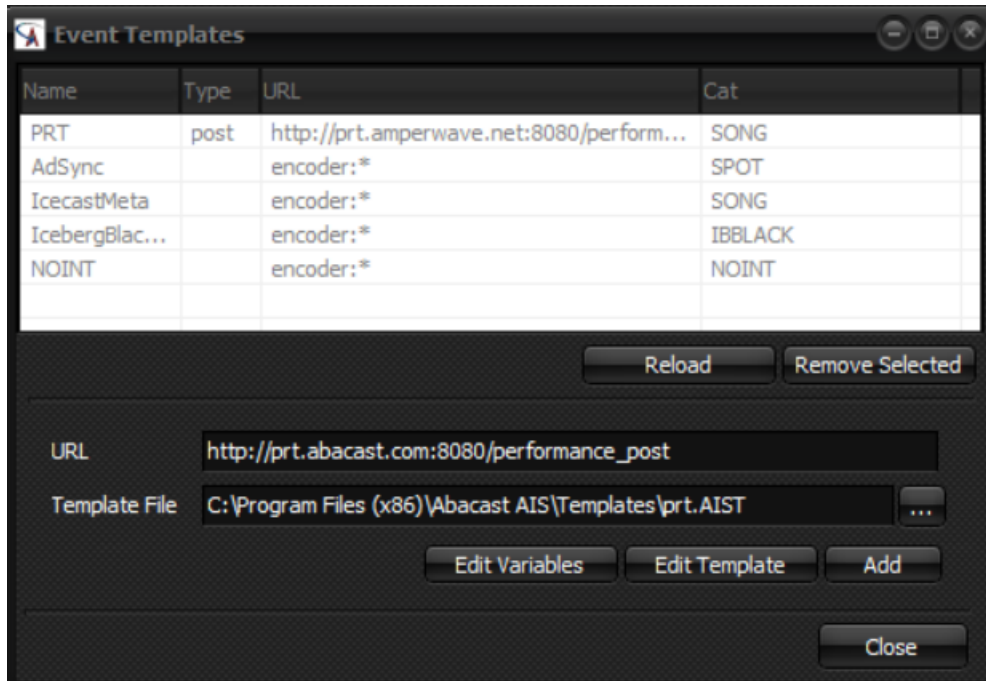 Event Templates
Name Type URL Cat
PRT post http://prt.amperwave.net:8080/perform... SONG
AdSync encoder:* SPOT
IcecastMeta encoder:* SONG
IcebergBlac... encoder:* IBBLACK
NOINT encoder:* NOINT
Reload Remove Selected
URL http://prt.abacast.com:8080/performance_post
Template File C:\Program Files (x86)\Abacast AIS\Templates\prt.AIST ...
Edit Variables Edit Template Add
Close